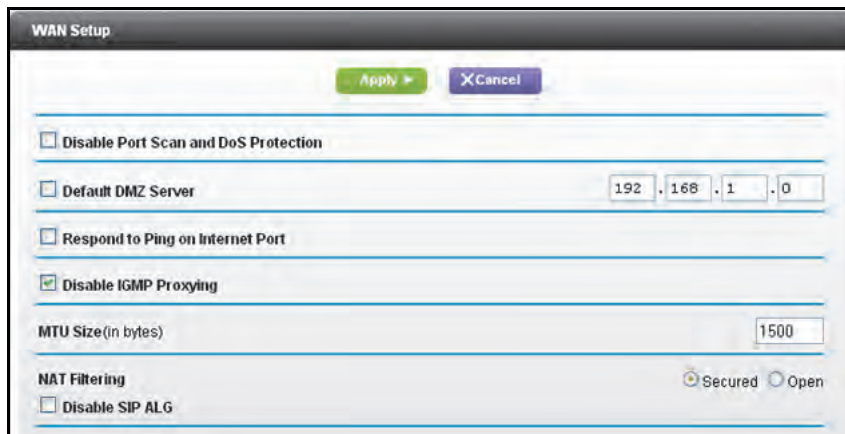 WAN Setup
Apply
XCancel
Disable Port Scan and DoS Protection
Default DMZ Server 192 . 168 . 1 . 0
Respond to Ping on Internet Port
Disable IGMP Proxying
MTU Size(in bytes) 1500
NAT Filtering Secured Open
Disable SIP ALG